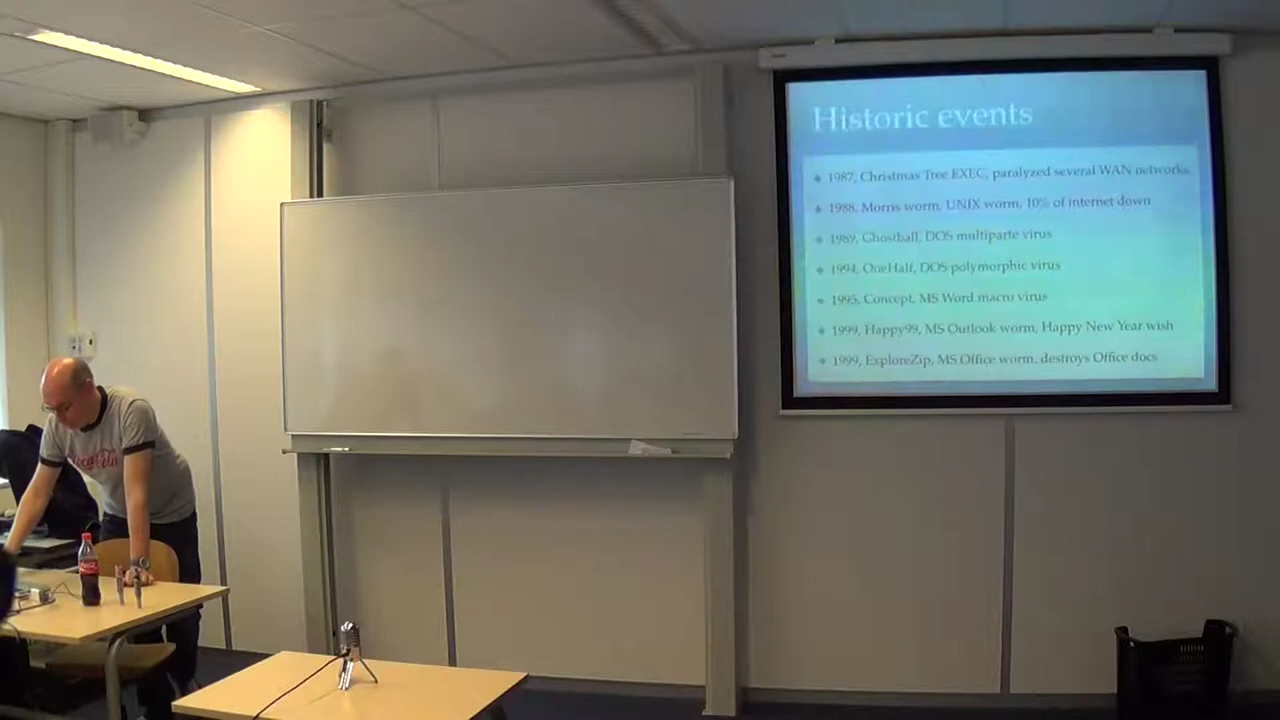 Historic events
1987, Christmas Tree EXEC, paralyzed several WAN networks
1988, Morris worm, UNIX worm, 10% of internet down
1989, Ghostball, DOS multiparte virus
1994, OneHalf, DOS polymorphic virus
1995, Concept, MS Word macro virus
1999, Happy99, MS Outlook worm, Happy New Year wish
1999, ExploreZip, MS Office worm, destroys Office docs
Coca-Cola